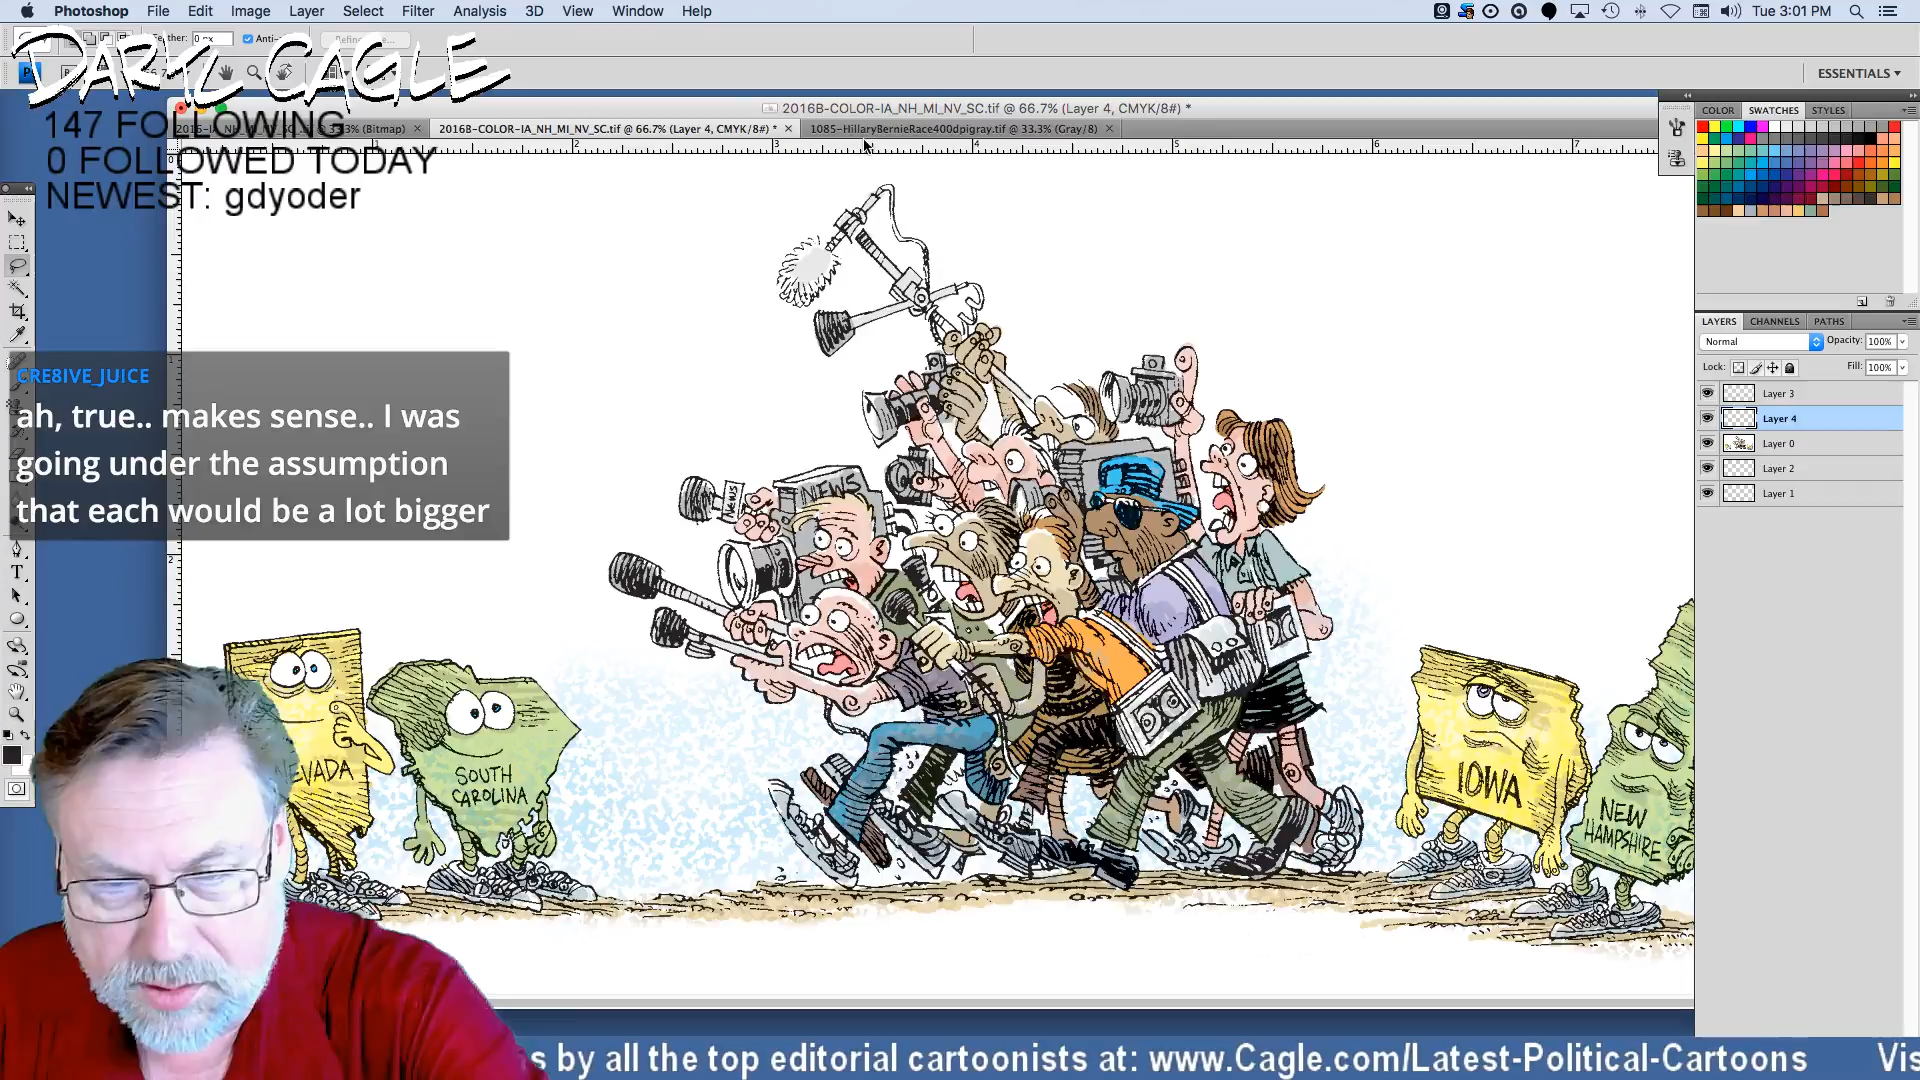 Photoshop File Edit Image Layer Select Filter Analysis 3D View Window Help
Tue 3:01 PM
Feather: 0 px Anti-
ESSENTIALS
DARYL CAGLE
147 FOLLOWING
0 FOLLOWED TODAY
NEWEST: gdyoder
2016B-COLOR-IA_NH_MI_NV_SC.tif @ 66.7% (Layer 4, CMYK/8#) *
2016B-COLOR-IA_NH_MI_NV_SC.tif @ 66.7% (Layer 4, CMYK/8#) *
1085-HillaryBernieRace400dpigray.tif @ 33.3% (Gray/8)
COLOR SWATCHES STYLES
LAYERS CHANNELS PATHS
Normal Opacity: 100%
Lock: Fill: 100%
Layer 3
Layer 4
Layer 0
Layer 2
Layer 1
CRE8IVE_JUICE
ah, true.. makes sense.. I was
going under the assumption
that each would be a lot bigger
NEWS
NEWS
NEVADA
SOUTH
CAROLINA
IOWA
NEW
HAMPSHIRE
s by all the top editorial cartoonists at: www.Cagle.com/Latest-Political-Cartoons Vis